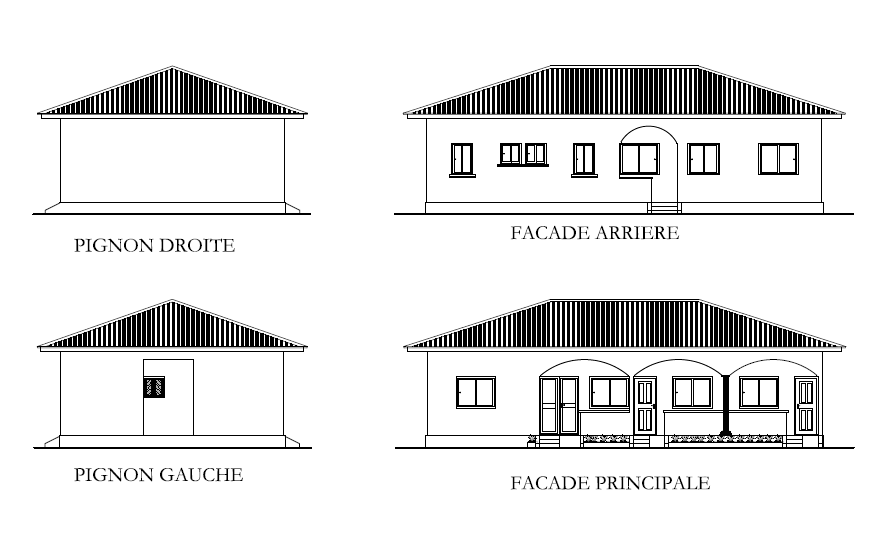 PIGNON DROITE
FACADE ARRIERE
PIGNON GAUCHE
FACADE PRINCIPALE